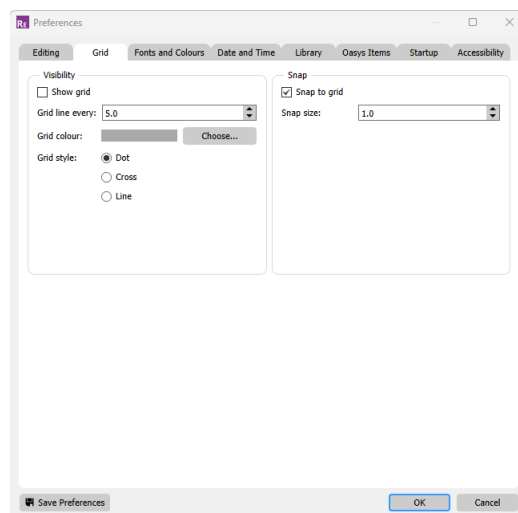 RE Preferences
Editing Grid Fonts and Colours Date and Time Library Oasys Items Startup Accessibility
Visibility
Show grid
Grid line every: 5.0
Grid colour: Choose...
Grid style: Dot
Cross
Line
Snap
Snap to grid
Snap size: 1.0
Save Preferences OK Cancel